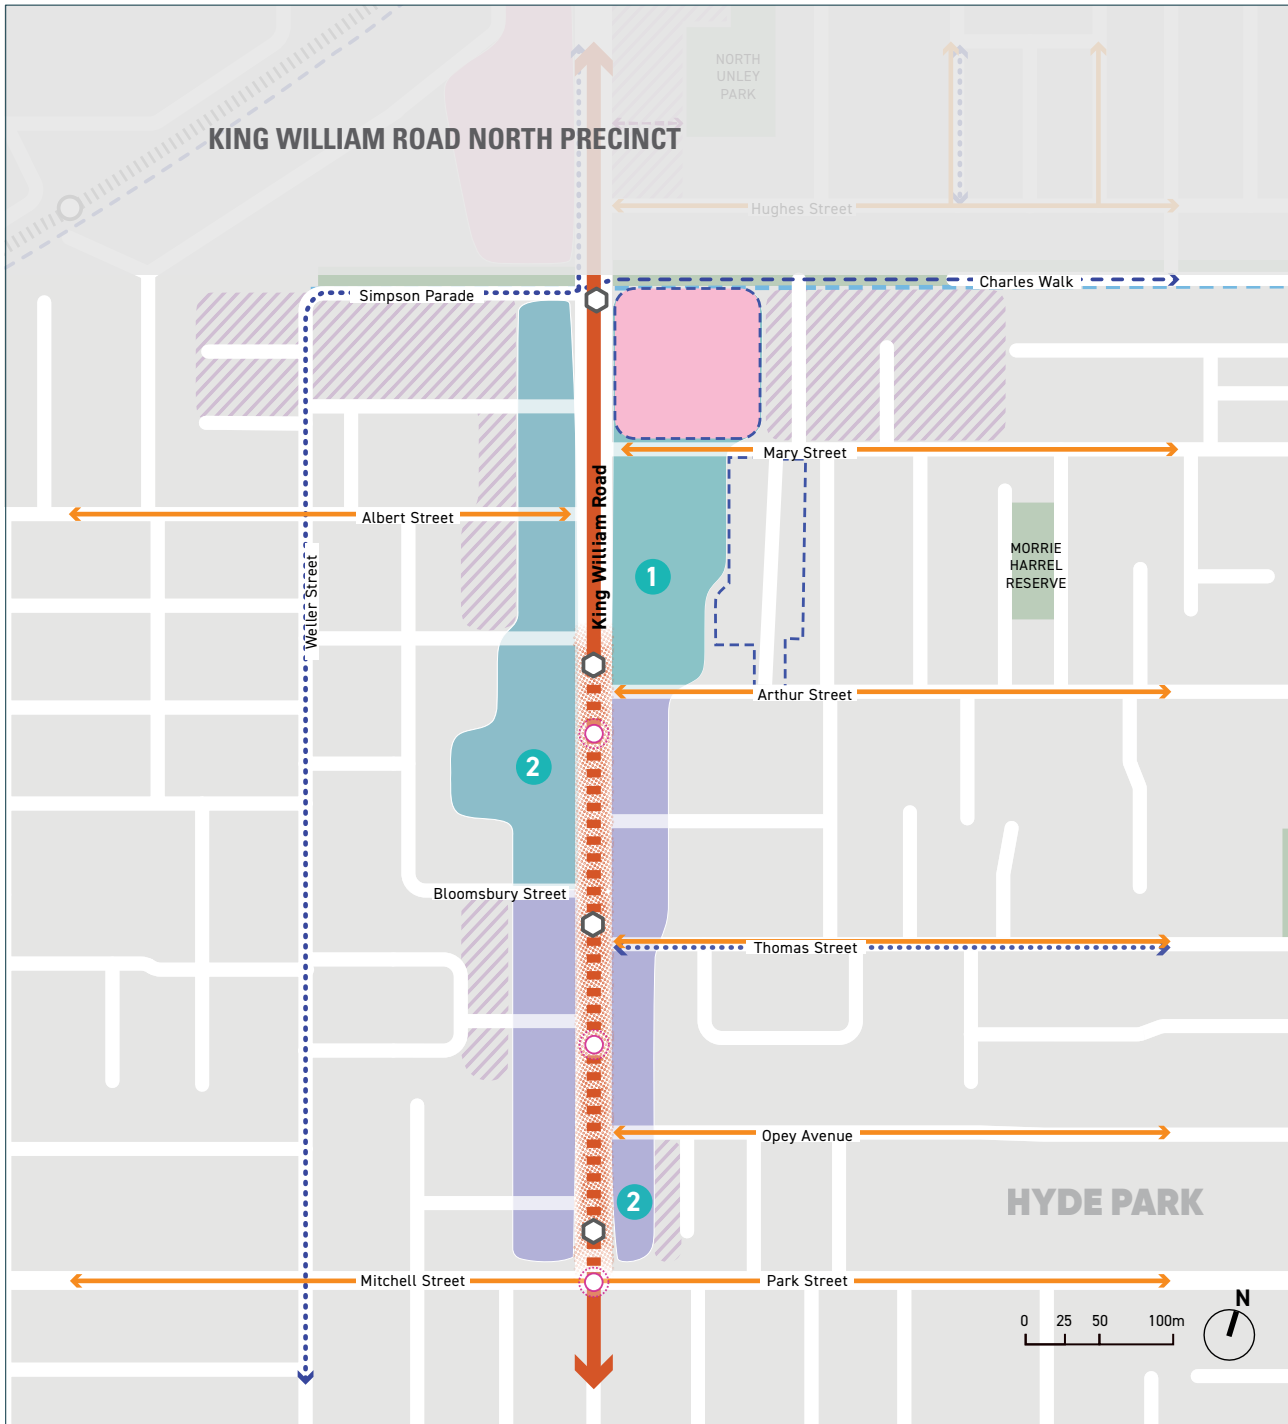 NORTH
UNLEY
PARK
KING WILLIAM ROAD NORTH PRECINCT
Hughes Street
Charles Walk
Simpson Parade
Mary Street
King William Road
Albert Street
MORRIE
HARREL
RESERVE
1
Weller Street
Arthur Street
2
Bloomsbury Street
Thomas Street
Opey Avenue
2
HYDE PARK
Mitchell Street
Park Street
N
0 25 50 100m